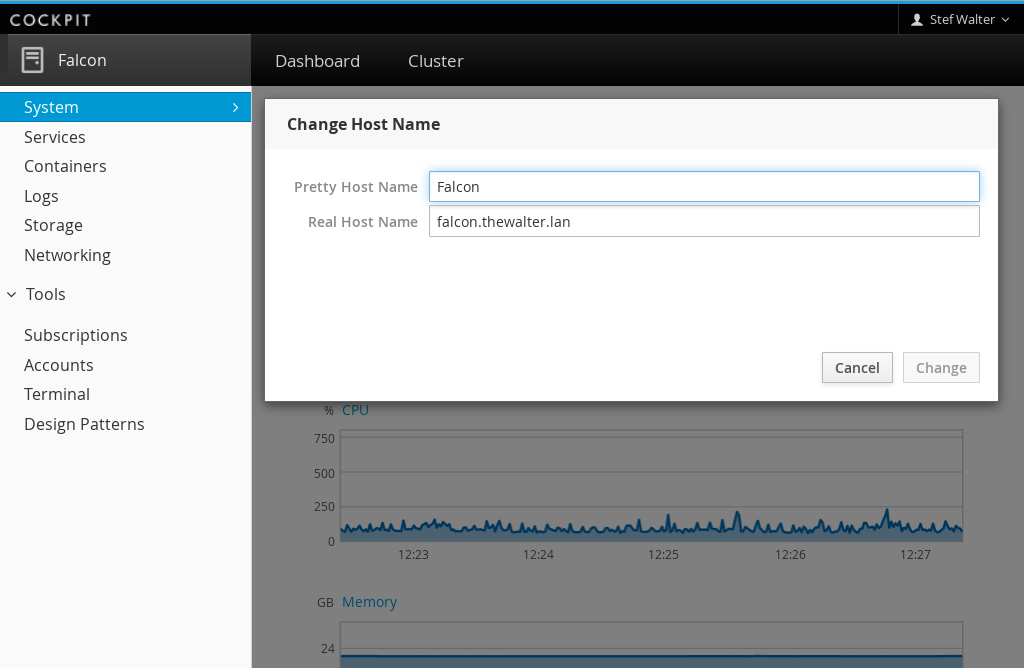 COCKPIT
Stef Walter
Falcon
Dashboard
Cluster
System
Services
Containers
Logs
Storage
Networking
Tools
Subscriptions
Accounts
Terminal
Design Patterns
Change Host Name
Pretty Host Name Falcon
Real Host Name falcon.thewalter.lan
Cancel Change
% CPU
750
500
250
0
12:23 12:24 12:25 12:26 12:27
GB Memory
24